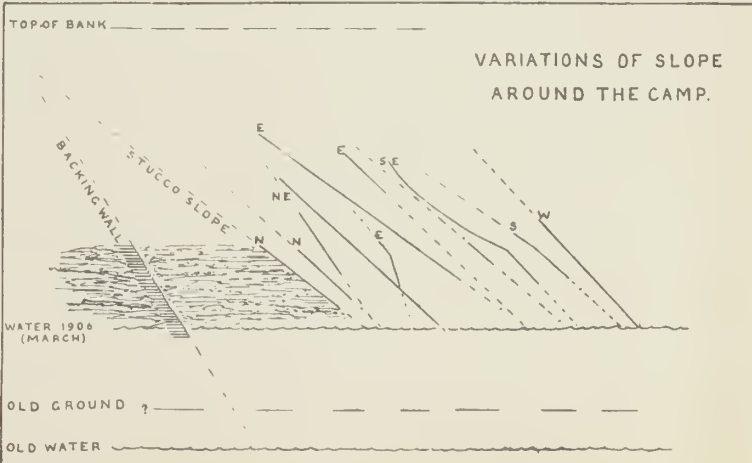 TOP OF BANK
VARIATIONS OF SLOPE
AROUND THE CAMP.
E
E
S E
BACKING WALL
STUCCO SLOPE
NE
S
W
N
N
E
WATER 1906
(MARCH)
OLD GROUND ?
OLD WATER